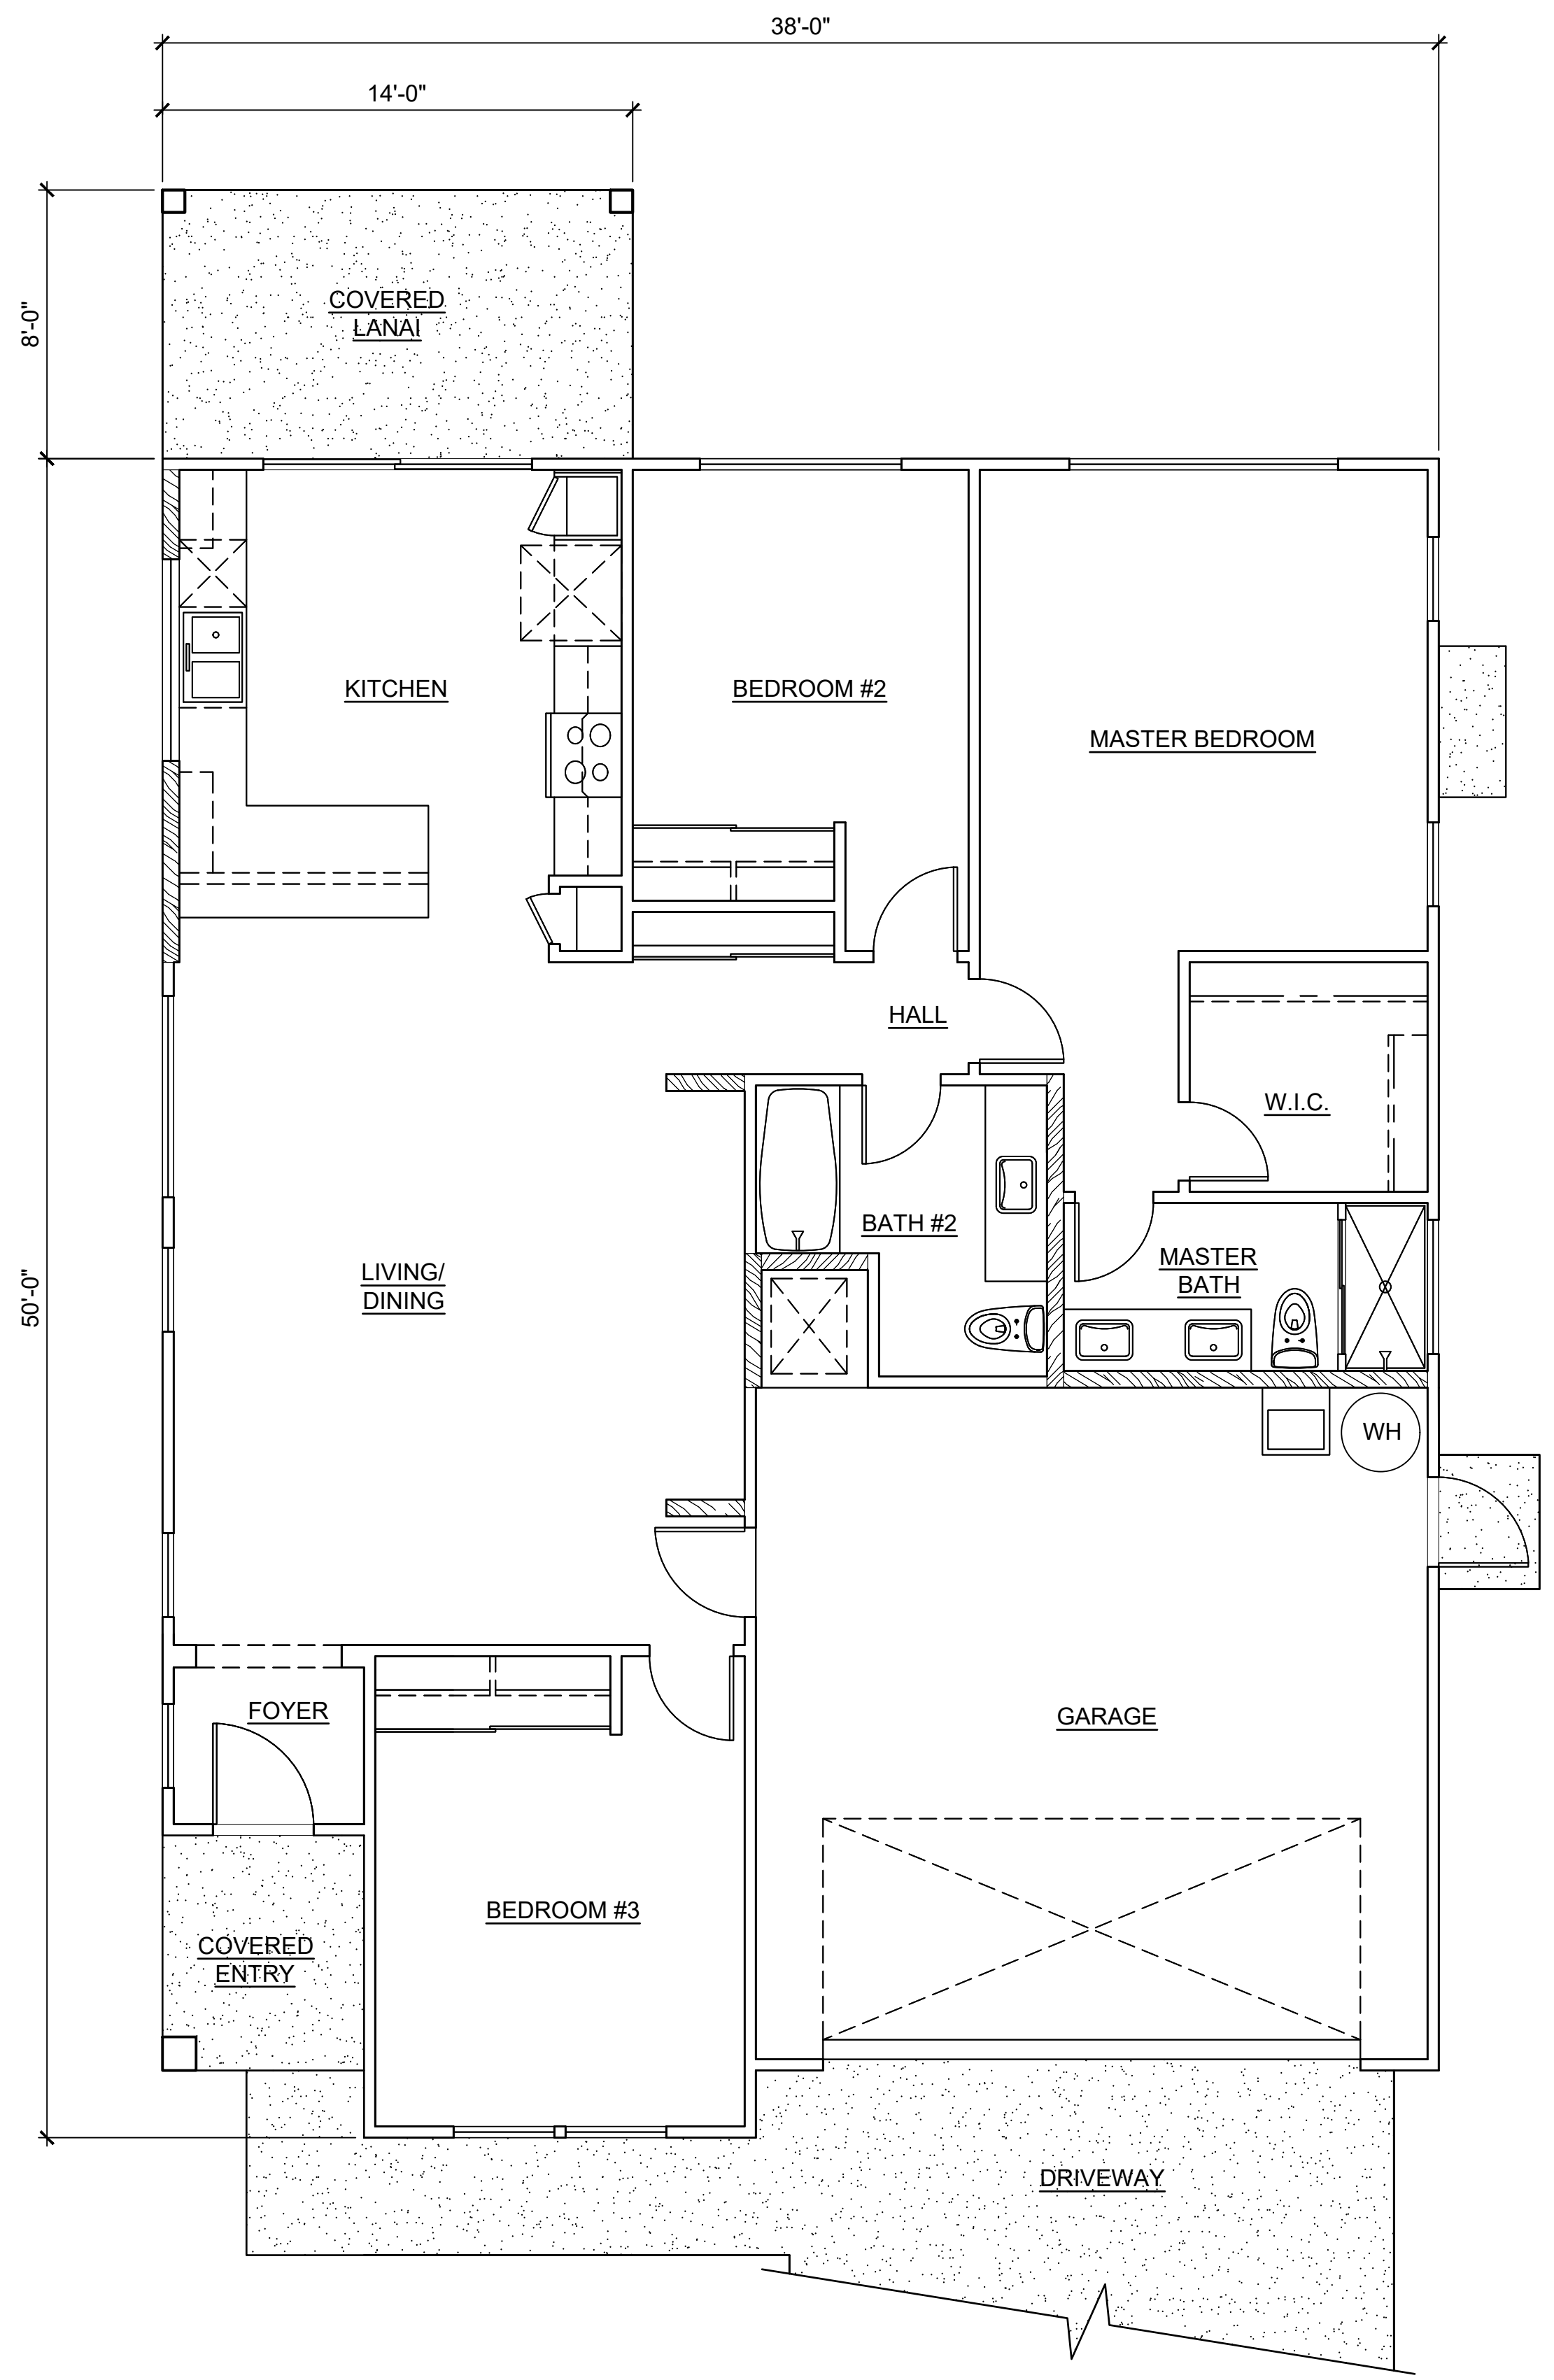 38'-0"
14'-0"
8'-0"
COVERED
LANAI
KITCHEN
BEDROOM #2
MASTER BEDROOM
HALL
W.I.C.
BATH #2
MASTER
BATH
LIVING/
DINING
50'-0"
WH
FOYER
GARAGE
BEDROOM #3
COVERED
ENTRY
DRIVEWAY